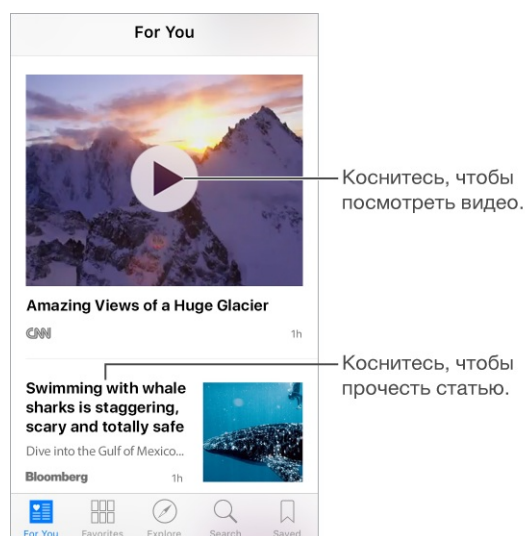 For You
Коснитесь, чтобы
посмотреть видео.
Amazing Views of a Huge Glacier
CNN
1h
Коснитесь, чтобы
прочесть статью.
Swimming with whale
sharks is staggering,
scary and totally safe
Dive into the Gulf of Mexico...
Bloomberg
1h
For You Favorites Explore Search Saved